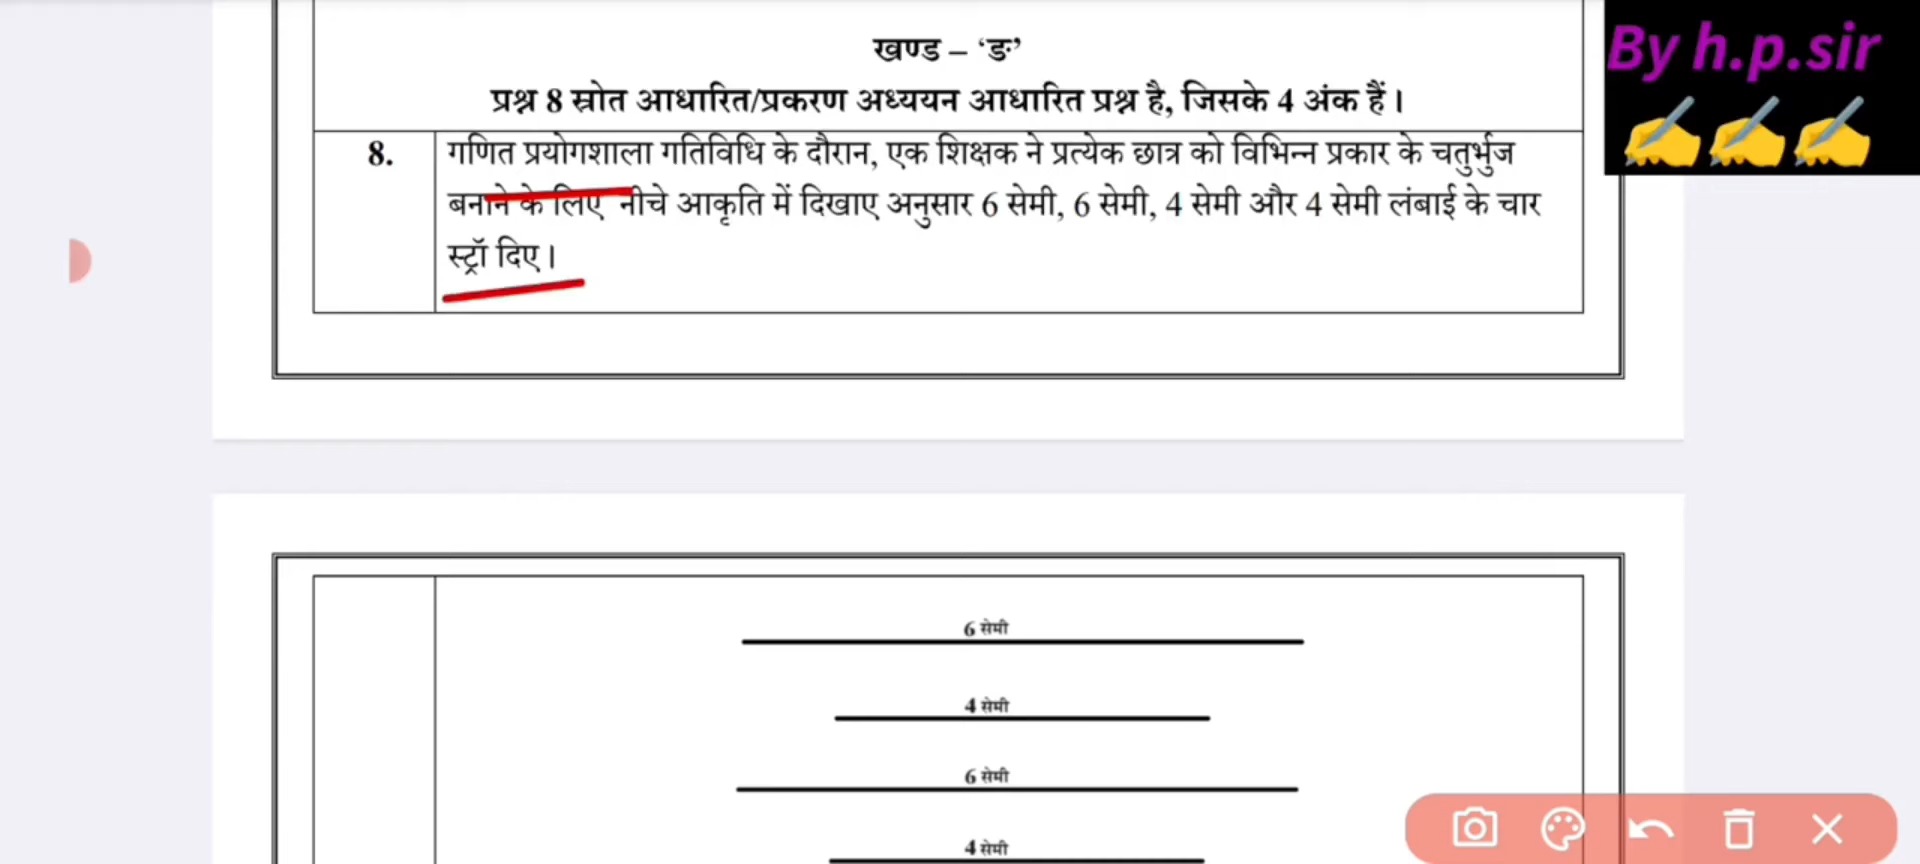 By h.p.sir
खण्ड – ‘ङ’
प्रश्न 8 स्रोत आधारित/प्रकरण अध्ययन आधारित प्रश्न है, जिसके 4 अंक हैं।
8. गणित प्रयोगशाला गतिविधि के दौरान, एक शिक्षक ने प्रत्येक छात्र को विभिन्न प्रकार के चतुर्भुज
बनाने के लिए नीचे आकृति में दिखाए अनुसार 6 सेमी, 6 सेमी, 4 सेमी और 4 सेमी लंबाई के चार
स्ट्रॉ दिए।
6 सेमी
4 सेमी
6 सेमी
4 सेमी